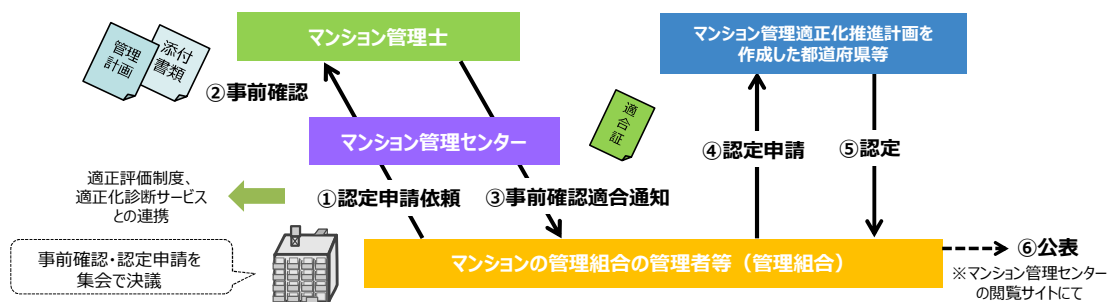 マンション管理士
マンション管理適正化推進計画を
作成した都道府県等
管理
計画
添付
書類
②事前確認
適合証
マンション管理センター
④認定申請
⑤認定
適正評価制度、
適正化診断サービス
との連携
①認定申請依頼
③事前確認適合通知
事前確認・認定申請を
集会で決議
マンションの管理組合の管理者等（管理組合）
⑥公表
※マンション管理センター
の閲覧サイトにて